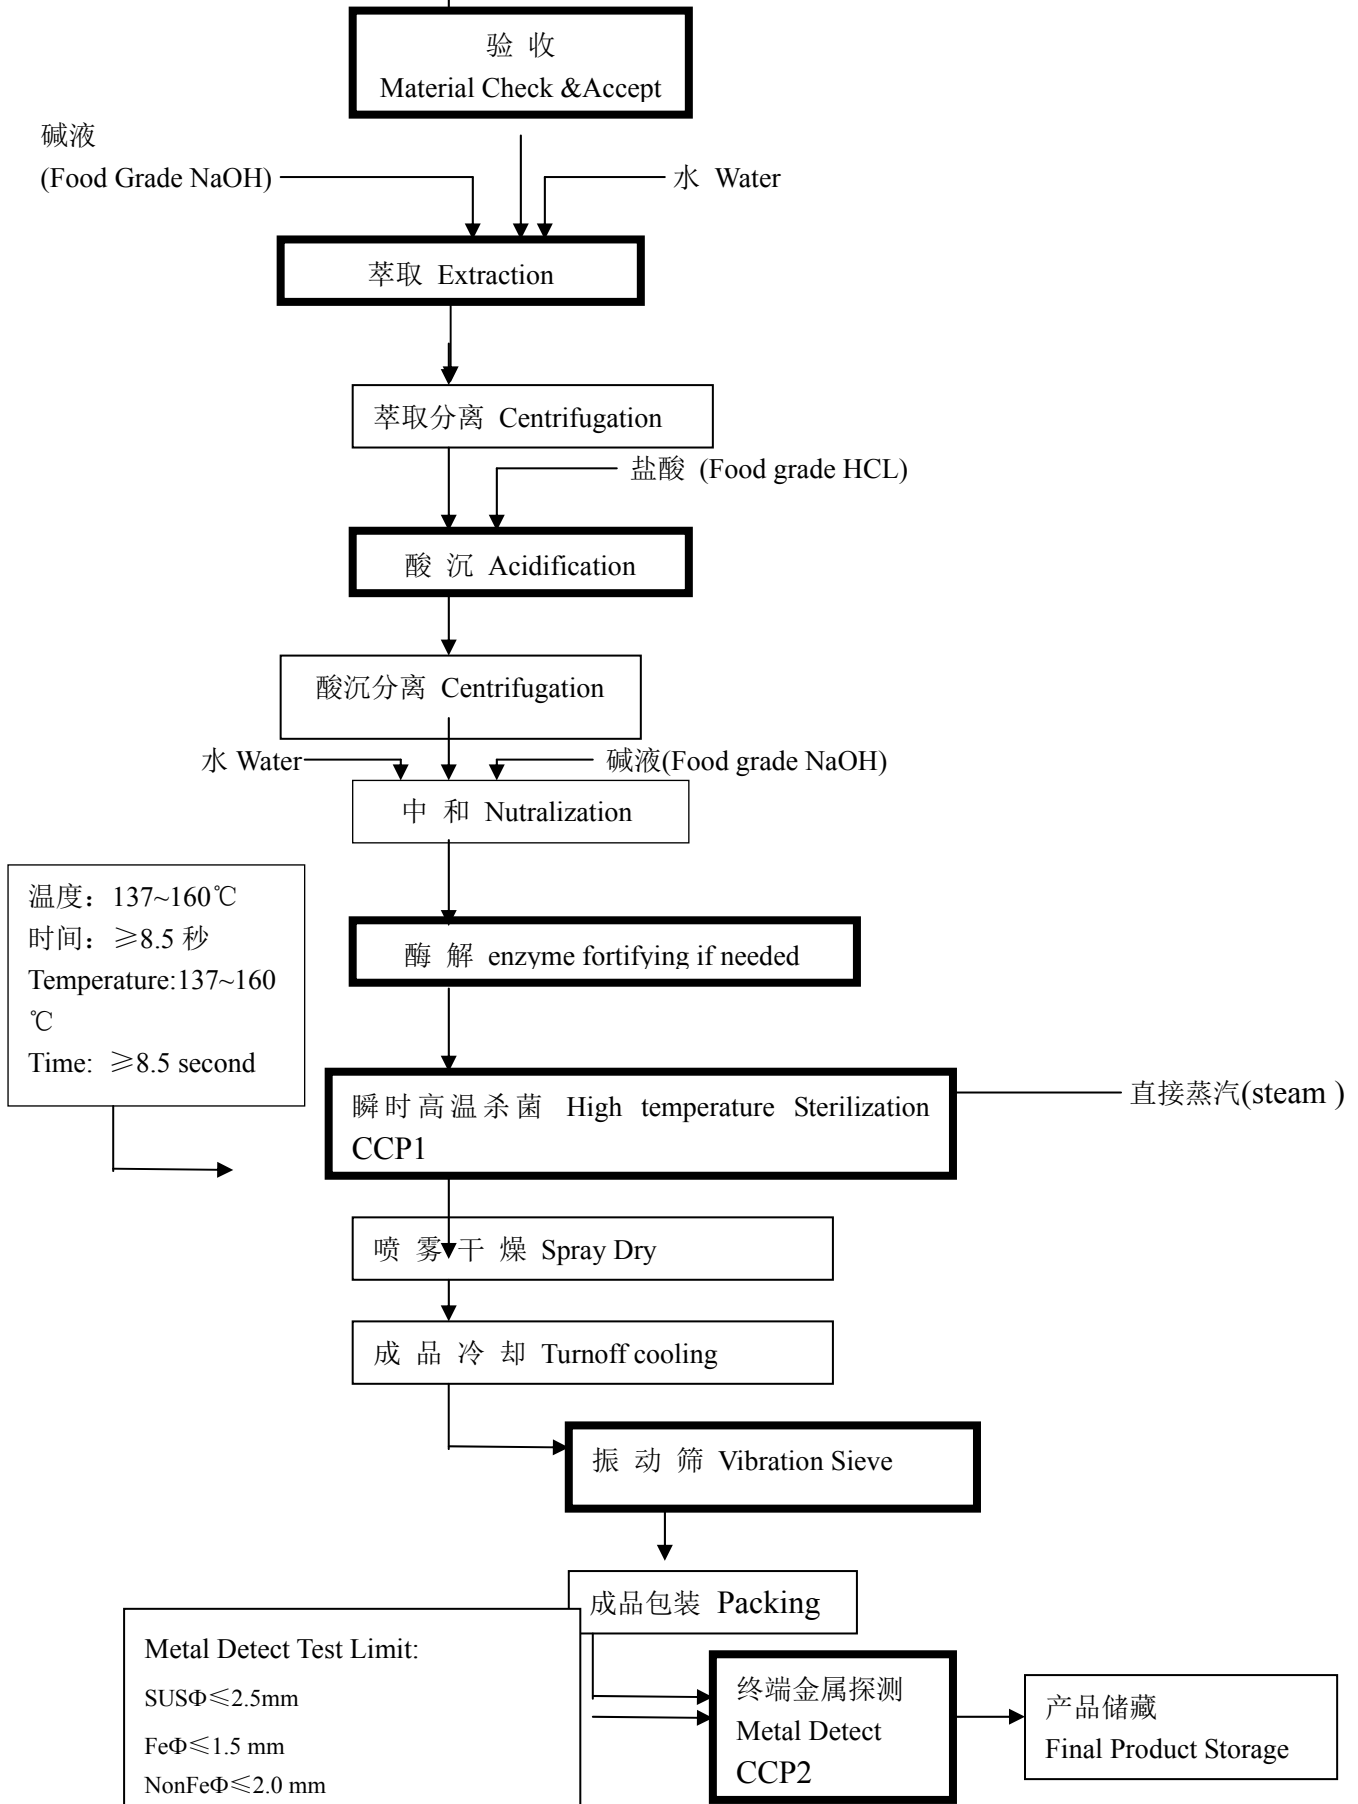 验 收
Material Check &Accept
碱液
(Food Grade NaOH)
水 Water
萃取 Extraction
萃取分离 Centrifugation
盐酸 (Food grade HCL)
酸 沉 Acidification
酸沉分离 Centrifugation
水 Water
碱液(Food grade NaOH)
中 和 Nutralization
温度：137~160℃
时间：≥8.5 秒
Temperature:137~160
℃
Time: ≥8.5 second
酶 解 enzyme fortifying if needed
瞬时高温杀菌 High temperature Sterilization
CCP1
直接蒸汽(steam )
喷 雾 干 燥 Spray Dry
成 品 冷 却 Turnoff cooling
振 动 筛 Vibration Sieve
成品包装 Packing
Metal Detect Test Limit:
SUSΦ≤2.5mm
FeΦ≤1.5 mm
NonFeΦ≤2.0 mm
终端金属探测
Metal Detect
CCP2
产品储藏
Final Product Storage